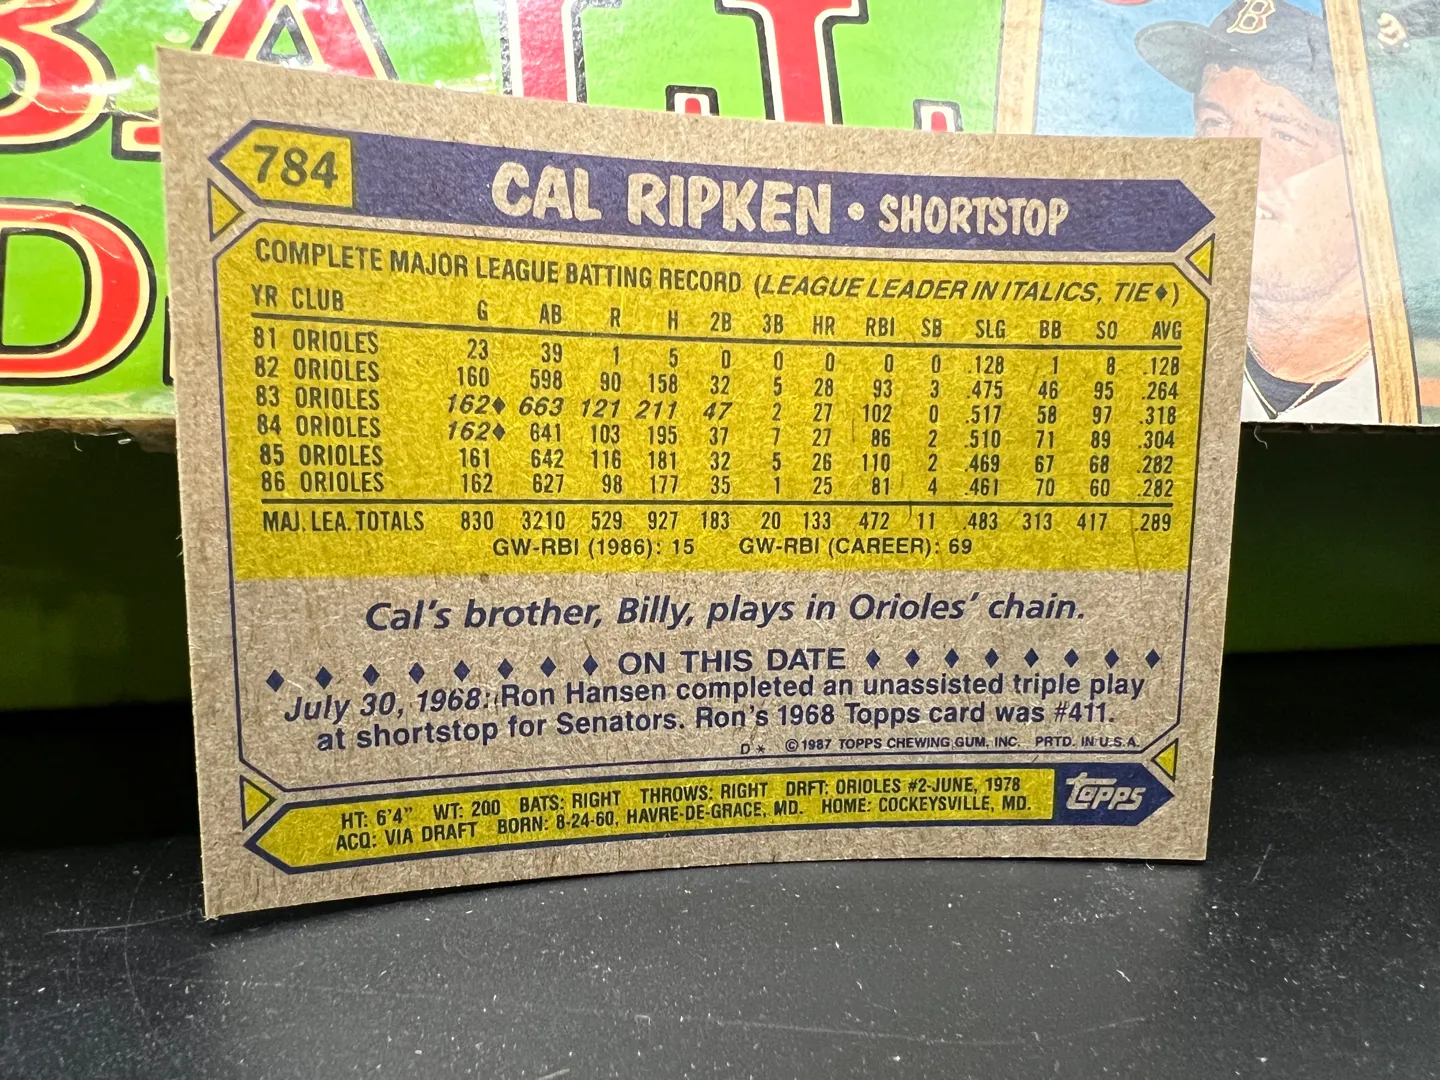 BALL
B
784
CAL RIPKEN • SHORTSTOP
COMPLETE MAJOR LEAGUE BATTING RECORD (LEAGUE LEADER IN ITALICS, TIE♦)
YR CLUB G AB R H 2B 3B HR RBI SB SLG BB SO AVG
81 ORIOLES 23 39 1 5 0 0 0 0 0 .128 1 8 .128
82 ORIOLES 160 598 90 158 32 5 28 93 3 .475 46 95 .264
83 ORIOLES 162♦ 663 121 211 47 2 27 102 0 .517 58 97 .318
84 ORIOLES 162♦ 641 103 195 37 7 27 86 2 .510 71 89 .304
85 ORIOLES 161 642 116 181 32 5 26 110 2 .469 67 68 .282
86 ORIOLES 162 627 98 177 35 1 25 81 4 .461 70 60 .282
MAJ. LEA. TOTALS 830 3210 529 927 183 20 133 472 11 .483 313 417 .289
GW-RBI (1986): 15 GW-RBI (CAREER): 69
Cal's brother, Billy, plays in Orioles' chain.
♦ ♦ ♦ ♦ ♦ ♦ ♦ ♦ ON THIS DATE ♦ ♦ ♦ ♦ ♦ ♦ ♦ ♦
July 30, 1968: Ron Hansen completed an unassisted triple play
at shortstop for Senators. Ron's 1968 Topps card was #411.
D* ©1987 TOPPS CHEWING GUM, INC. PRTD. IN U.S.A.
HT: 6'4" WT: 200 BATS: RIGHT THROWS: RIGHT DRFT: ORIOLES #2-JUNE, 1978
ACQ: VIA DRAFT BORN: 8-24-60, HAVRE-DE-GRACE, MD. HOME: COCKEYSVILLE, MD.
topps